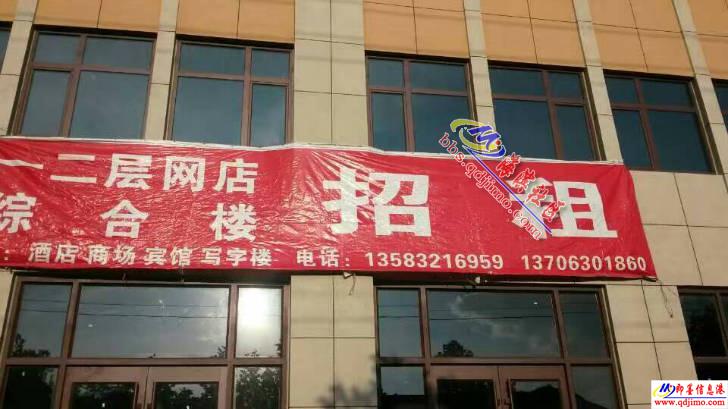 一二层网店
综合楼
招租
: 酒店 商场 宾馆 写字楼 电话: 13583216959 13706301860
bbs.qdjimo.com
即墨信息港
www.qdjimo.com